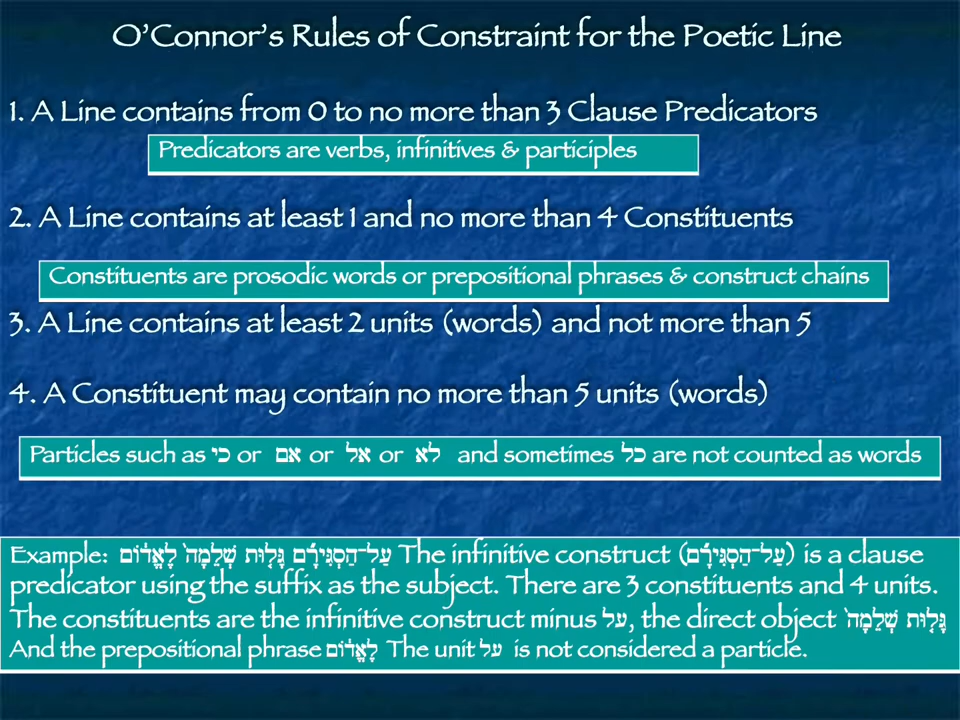 O’Connor’s Rules of Constraint for the Poetic Line
1. A Line contains from 0 to no more than 3 Clause Predicators
Predicators are verbs, infinitives & participles
2. A Line contains at least 1 and no more than 4 Constituents
Constituents are prosodic words or prepositional phrases & construct chains
3. A Line contains at least 2 units (words) and not more than 5
4. A Constituent may contain no more than 5 units (words)
Particles such as כי or אם or אל or לא and sometimes כל are not counted as words
Example: עַל־הַסְגִּירָ֞ם גָּל֤וּת שְׁלֵמָה֙ לֶאֱד֔וֹם The infinitive construct (עַל־הַסְגִּירָ֞ם) is a clause
predicator using the suffix as the subject. There are 3 constituents and 4 units.
The constituents are the infinitive construct minus על, the direct object גָּל֤וּת שְׁלֵמָה֙
And the prepositional phrase לֶאֱד֔וֹם The unit על is not considered a particle.